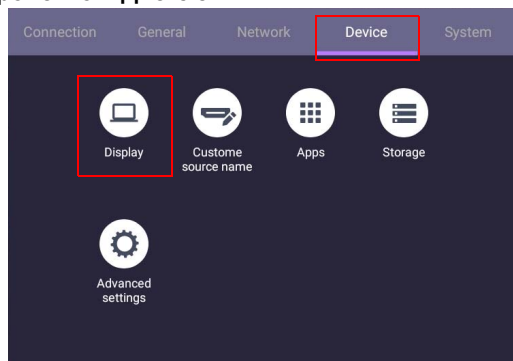 Connection General Network Device System
Display
Custome
source name
Apps
Storage
Advanced
settings